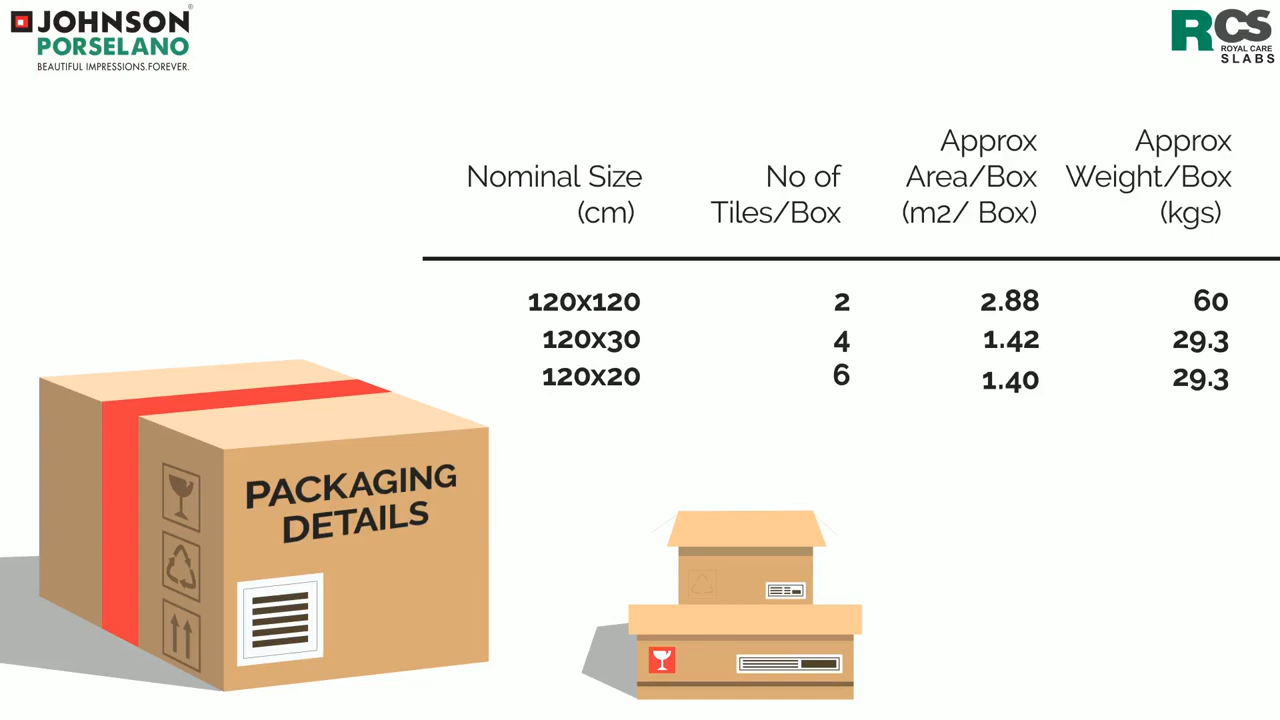 JOHNSON®
PORSELANO
BEAUTIFUL IMPRESSIONS.FOREVER.
RCS
ROYAL CARE
SLABS
Nominal Size
(cm)
No of
Tiles/Box
Approx
Area/Box
(m2/ Box)
Approx
Weight/Box
(kgs)
120x120 2 2.88 60
120x30 4 1.42 29.3
120x20 6 1.40 29.3
PACKAGING
DETAILS